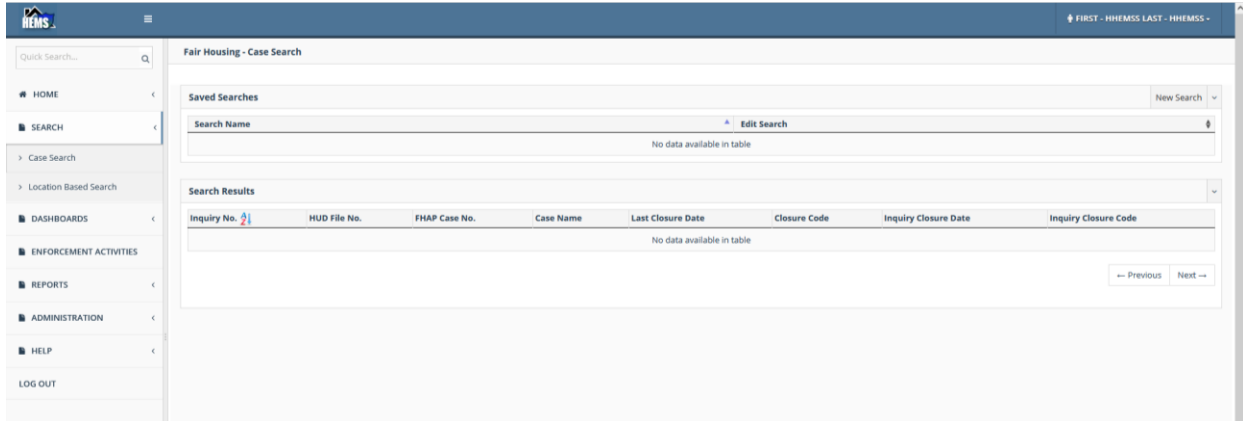 HEMS
FIRST - HHEMSS LAST - HHEMSS
Quick Search...
HOME
SEARCH
Case Search
Location Based Search
DASHBOARDS
ENFORCEMENT ACTIVITIES
REPORTS
ADMINISTRATION
HELP
LOG OUT
Fair Housing - Case Search
Saved Searches New Search
Search Name Edit Search
No data available in table
Search Results
Inquiry No. HUD File No. FHAP Case No. Case Name Last Closure Date Closure Code Inquiry Closure Date Inquiry Closure Code
No data available in table
← Previous Next →